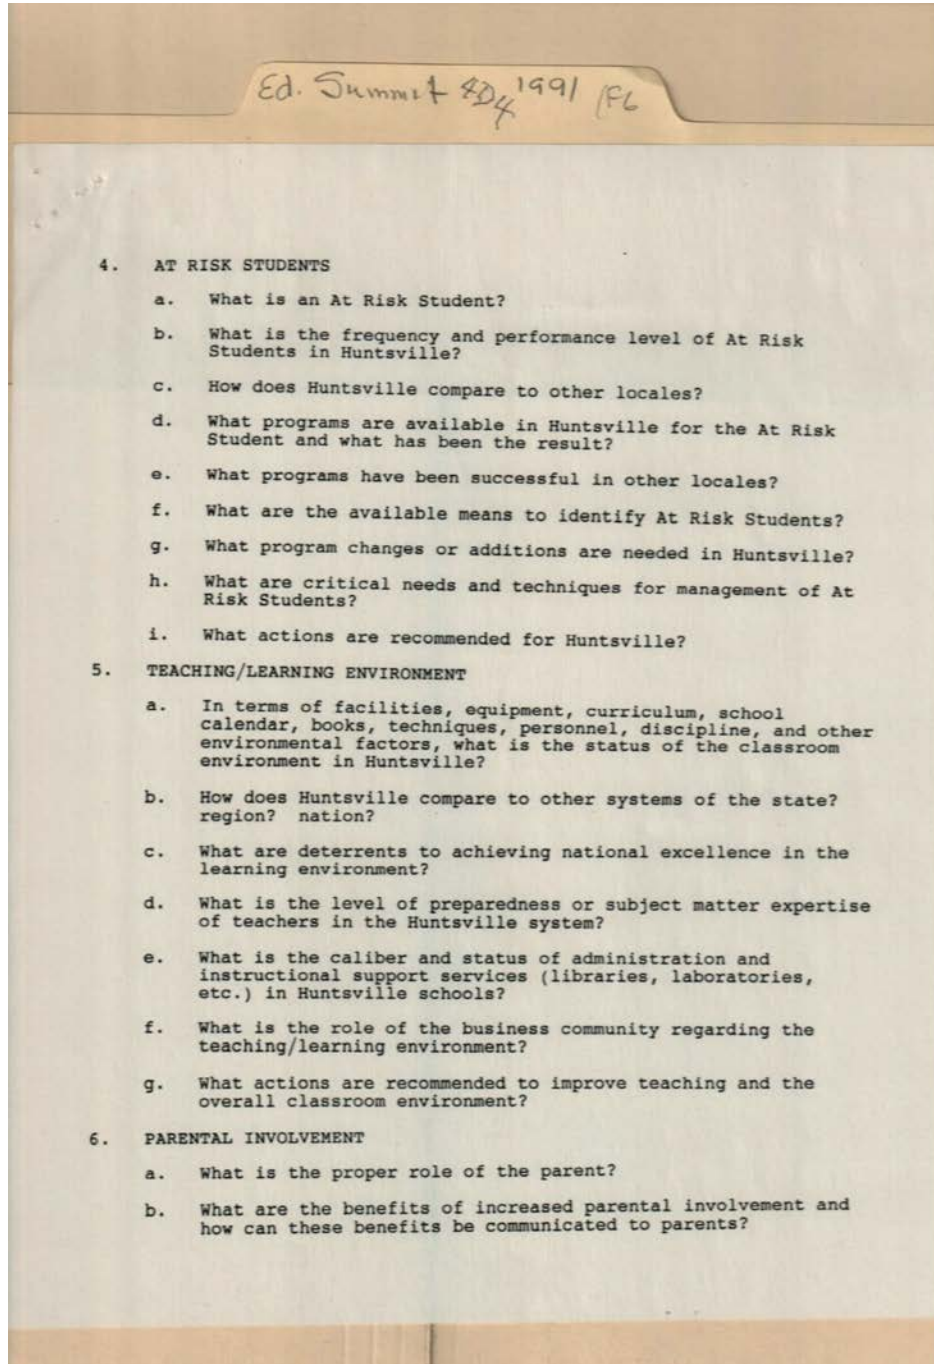 Ed. Summit 4D4 1991 /F6
4. AT RISK STUDENTS
a. What is an At Risk Student?
b. What is the frequency and performance level of At Risk
Students in Huntsville?
c. How does Huntsville compare to other locales?
d. What programs are available in Huntsville for the At Risk
Student and what has been the result?
e. What programs have been successful in other locales?
f. What are the available means to identify At Risk Students?
g. What program changes or additions are needed in Huntsville?
h. What are critical needs and techniques for management of At
Risk Students?
i. What actions are recommended for Huntsville?
5. TEACHING/LEARNING ENVIRONMENT
a. In terms of facilities, equipment, curriculum, school
calendar, books, techniques, personnel, discipline, and other
environmental factors, what is the status of the classroom
environment in Huntsville?
b. How does Huntsville compare to other systems of the state?
region? nation?
c. What are deterrents to achieving national excellence in the
learning environment?
d. What is the level of preparedness or subject matter expertise
of teachers in the Huntsville system?
e. What is the caliber and status of administration and
instructional support services (libraries, laboratories,
etc.) in Huntsville schools?
f. What is the role of the business community regarding the
teaching/learning environment?
g. What actions are recommended to improve teaching and the
overall classroom environment?
6. PARENTAL INVOLVEMENT
a. What is the proper role of the parent?
b. What are the benefits of increased parental involvement and
how can these benefits be communicated to parents?